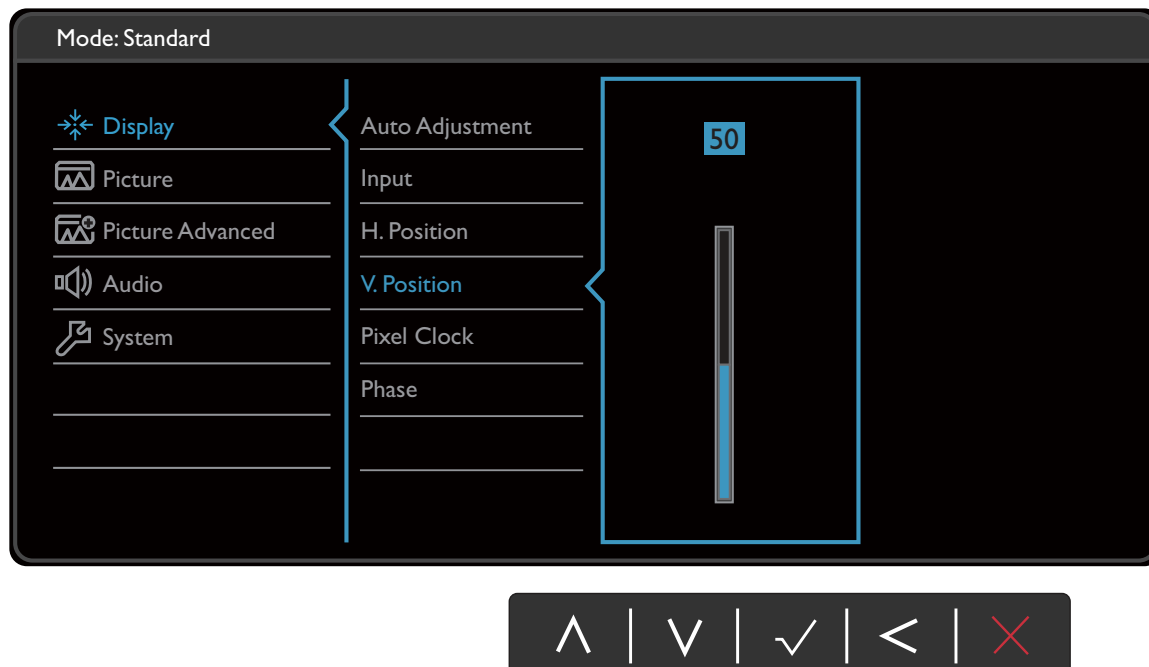 Mode: Standard
Display
Picture
Picture Advanced
Audio
System
Auto Adjustment
Input
H. Position
V. Position
Pixel Clock
Phase
50